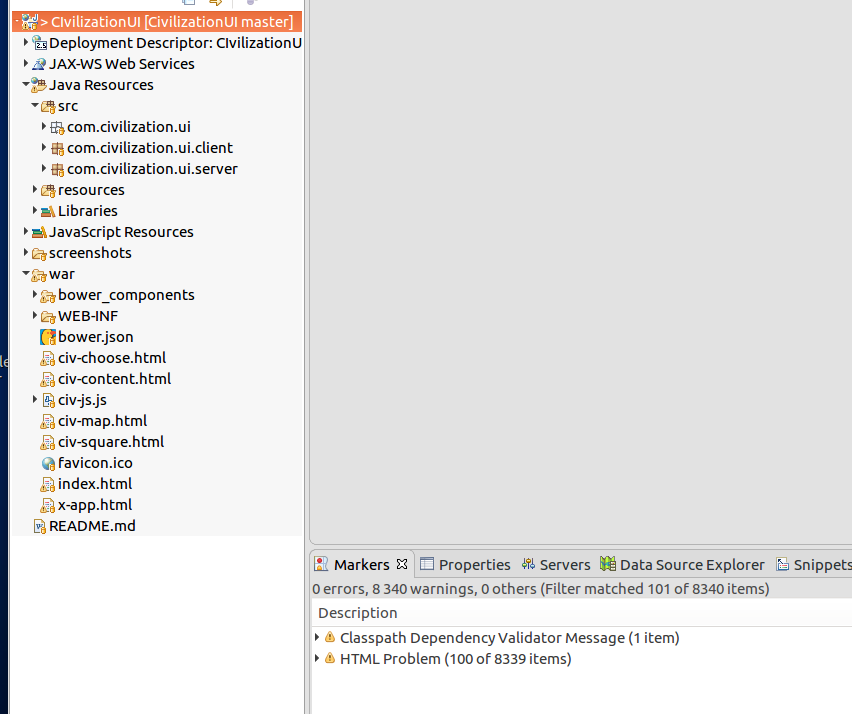 > CIvilizationUI [CivilizationUI master]
Deployment Descriptor: CIvilizationU
JAX-WS Web Services
Java Resources
src
com.civilization.ui
com.civilization.ui.client
com.civilization.ui.server
resources
Libraries
JavaScript Resources
screenshots
war
bower_components
WEB-INF
bower.json
civ-choose.html
civ-content.html
civ-js.js
civ-map.html
civ-square.html
favicon.ico
index.html
x-app.html
README.md
Markers Properties Servers Data Source Explorer Snippets
0 errors, 8 340 warnings, 0 others (Filter matched 101 of 8340 items)
Description
Classpath Dependency Validator Message (1 item)
HTML Problem (100 of 8339 items)